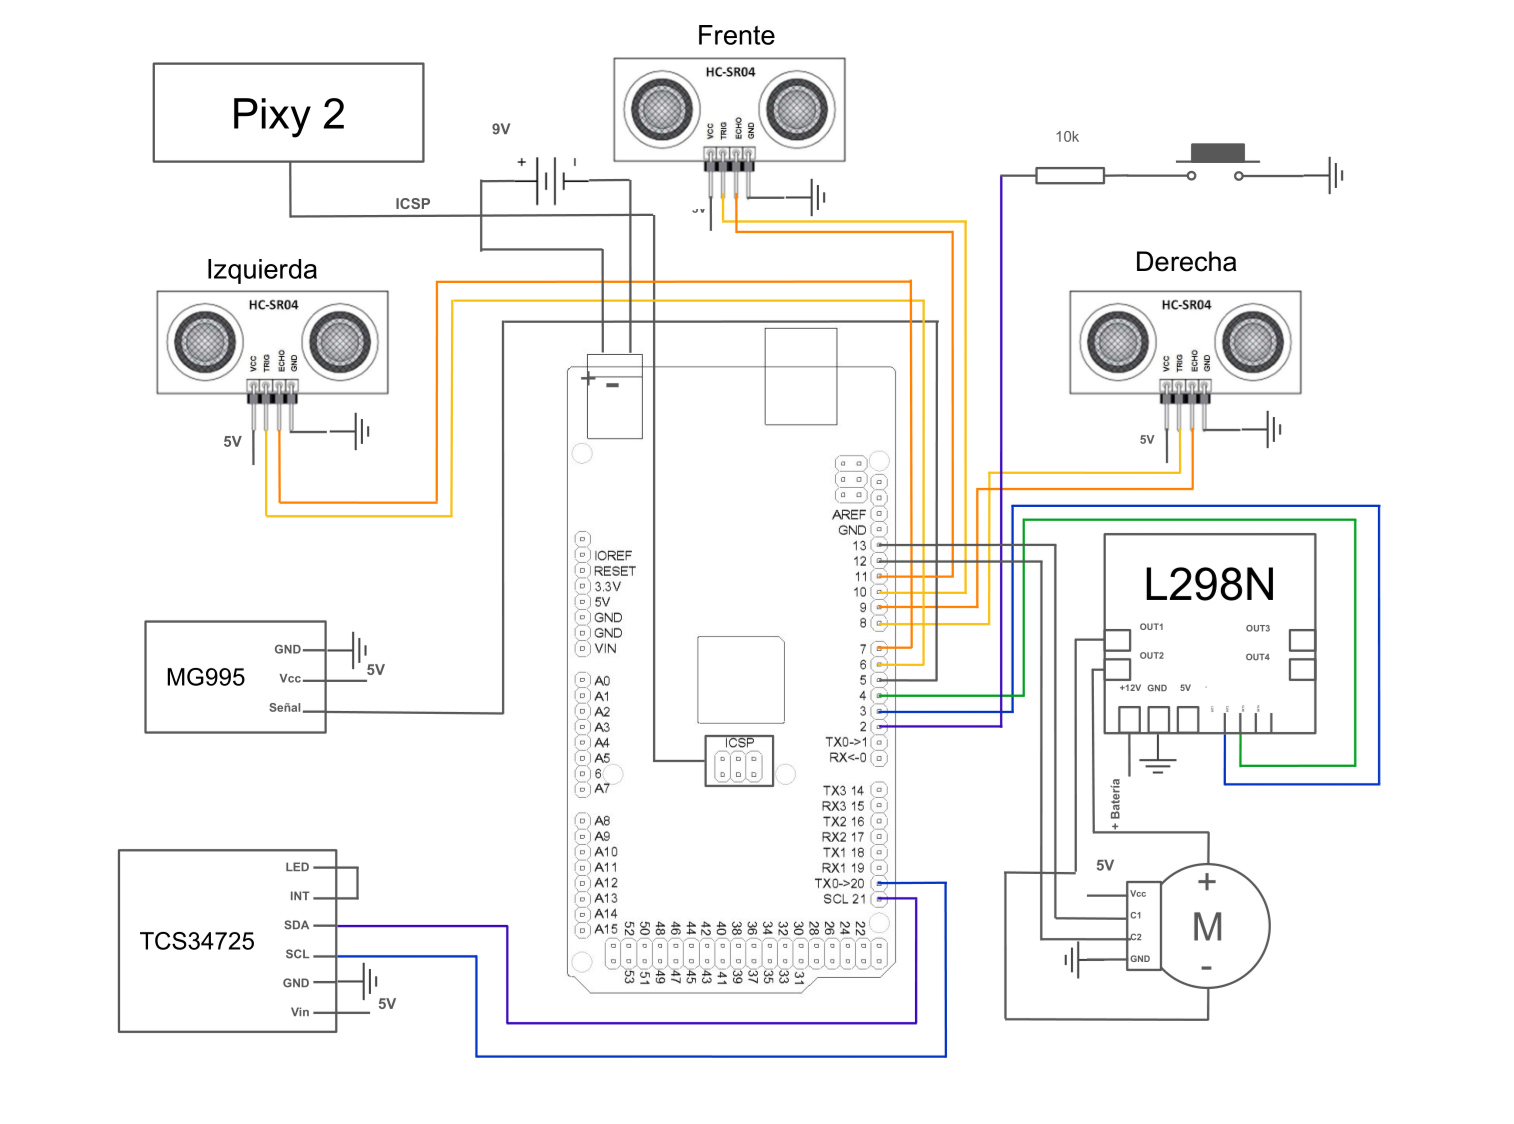 Frente
HC-SR04
VCC
TRIG
ECHO
GND
Pixy 2
9V
+
-
ICSP
10k
Izquierda
HC-SR04
VCC
TRIG
ECHO
GND
5V
Derecha
HC-SR04
VCC
TRIG
ECHO
GND
5V
+
-
AREF
GND
13
12
11
10
9
8
7
6
5
4
3
2
TX0->1
RX<-0
TX3 14
RX3 15
TX2 16
RX2 17
TX1 18
RX1 19
TX0->20
SCL 21
IOREF
RESET
3.3V
5V
GND
GND
VIN
A0
A1
A2
A3
A4
A5
6
A7
A8
A9
A10
A11
A12
A13
A14
A15
ICSP
52 50 48 46 44 42 40 38 36 34 32 30 28 26 24 22
53 51 49 47 45 43 41 39 37 35 33 31
MG995
GND
Vcc
Señal
5V
TCS34725
LED
INT
SDA
SCL
GND
Vin
5V
L298N
OUT1
OUT2
OUT3
OUT4
+12V GND 5V
+ Batería
5V
Vcc
C1
C2
GND
+
M
-